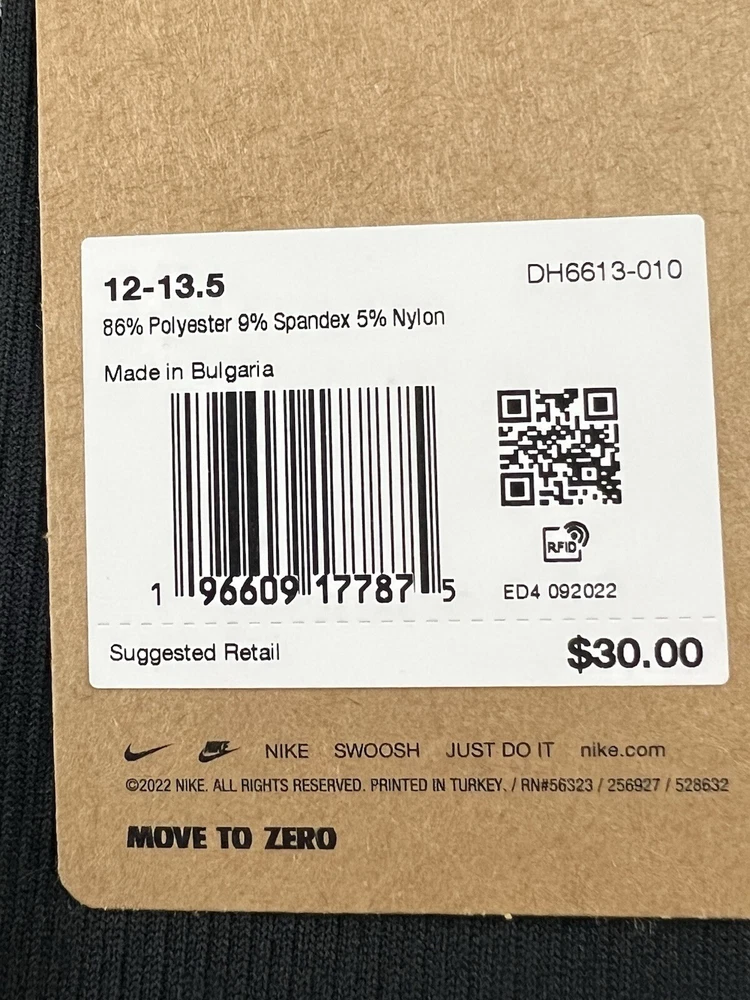 12-13.5
DH6613-010
86% Polyester 9% Spandex 5% Nylon
Made in Bulgaria
RFID
1 96609 17787 5
ED4 092022
Suggested Retail
$30.00
NIKE NIKE SWOOSH JUST DO IT nike.com
©2022 NIKE. ALL RIGHTS RESERVED. PRINTED IN TURKEY. / RN#56323 / 256927 / 528632
MOVE TO ZERO